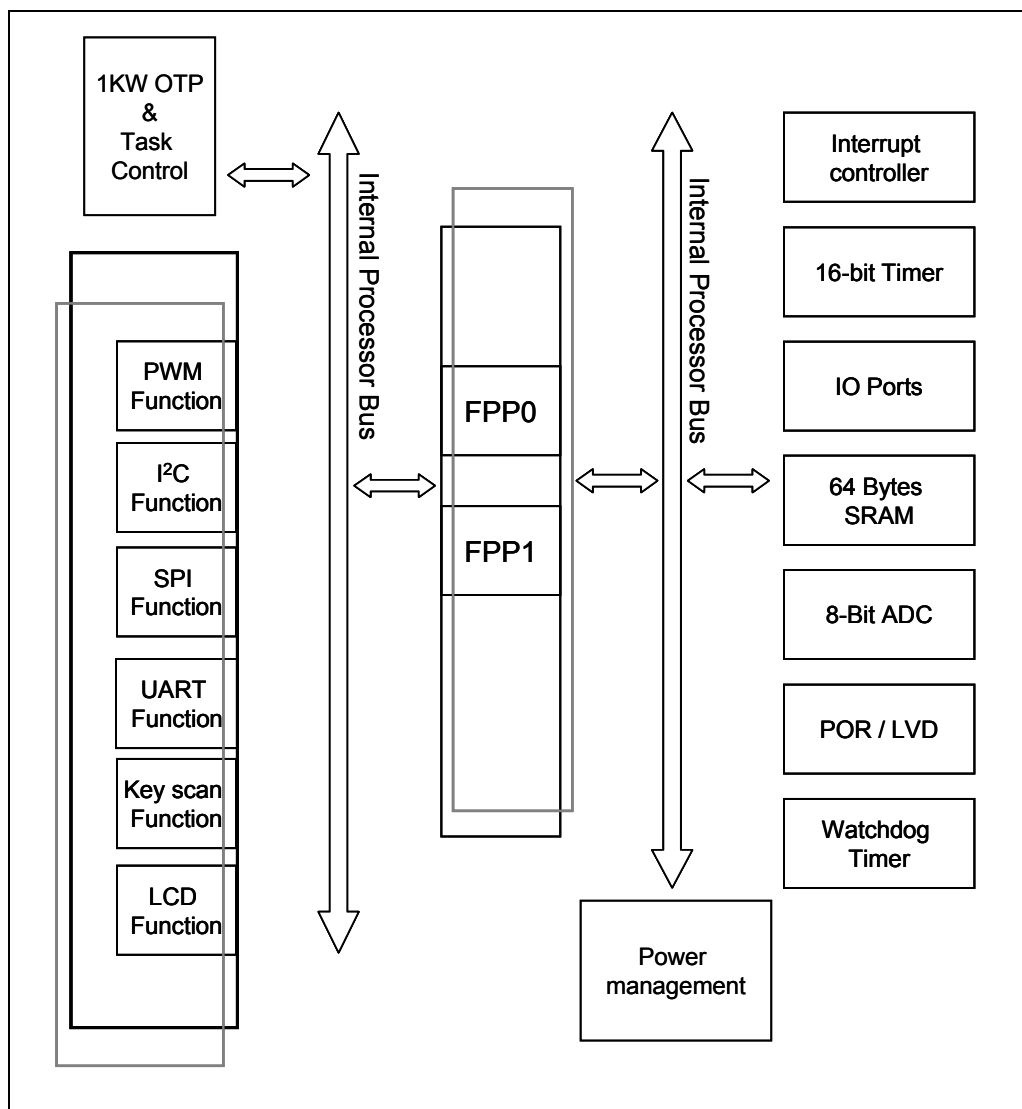 1KW OTP
&
Task
Control
PWM
Function
I²C
Function
SPI
Function
UART
Function
Key scan
Function
LCD
Function
Internal Processor Bus
FPP0
FPP1
Internal Processor Bus
Power
management
Interrupt
controller
16-bit Timer
IO Ports
64 Bytes
SRAM
8-Bit ADC
POR / LVD
Watchdog
Timer